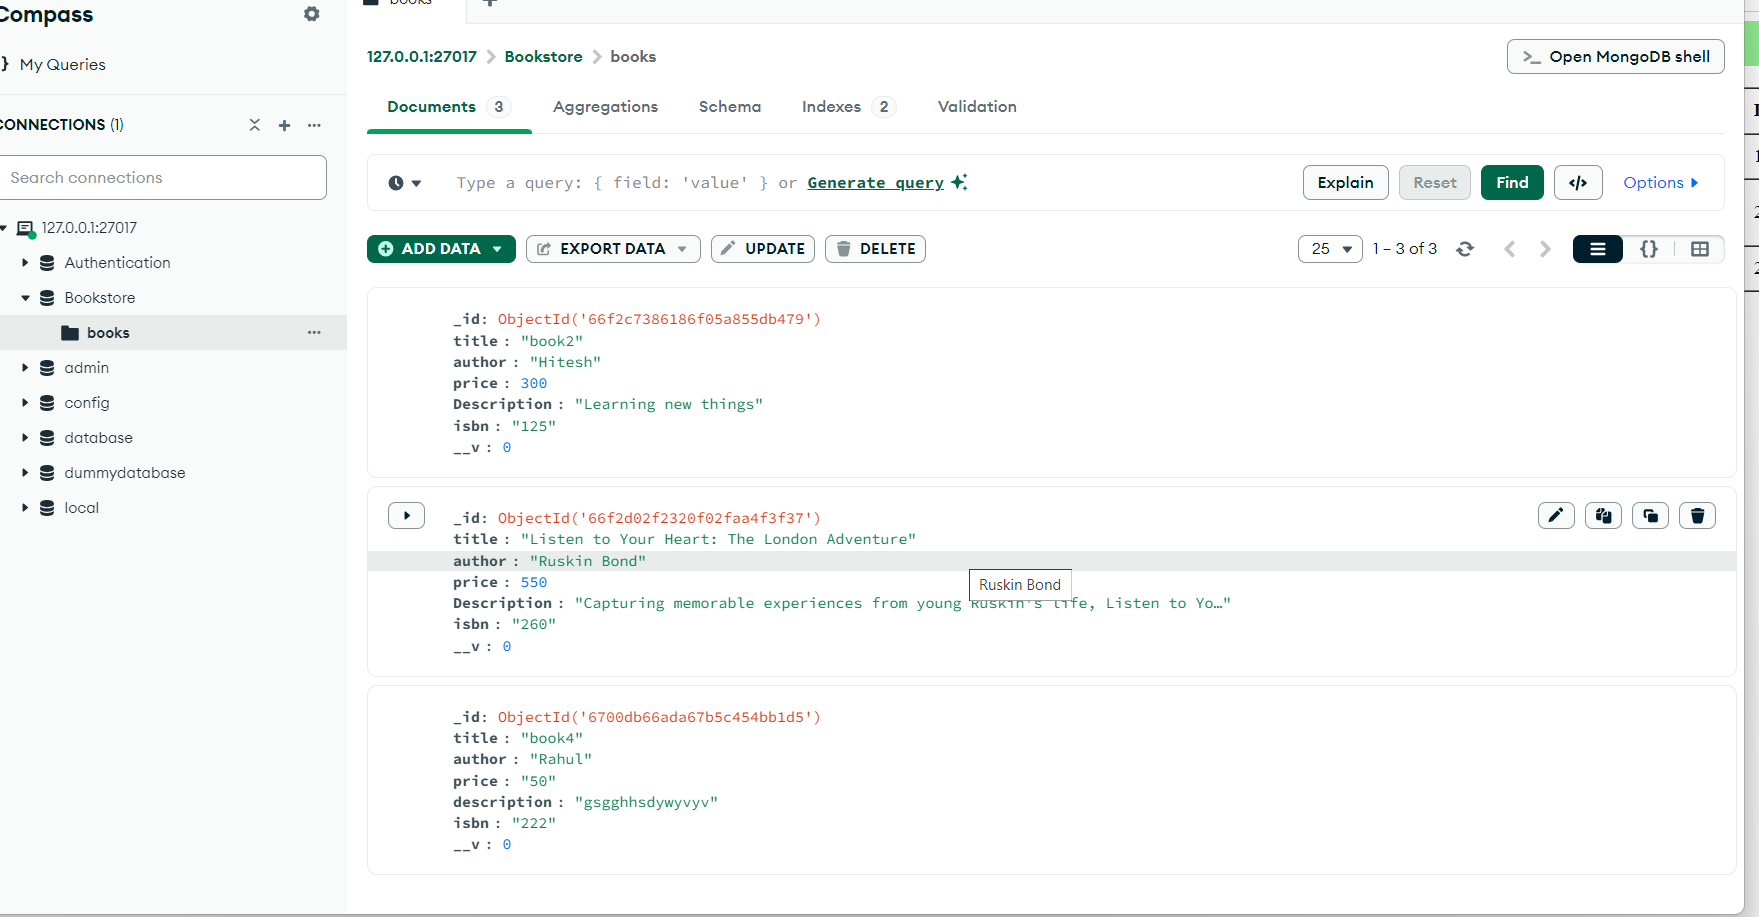 Compass
books
My Queries
127.0.0.1:27017 Bookstore books
>_ Open MongoDB shell
Documents 3 Aggregations Schema Indexes 2 Validation
CONNECTIONS (1)
Search connections
Type a query: { field: 'value' } or Generate query
Explain Reset Find </> Options
127.0.0.1:27017
Authentication
Bookstore
books
admin
config
database
dummydatabase
local
ADD DATA EXPORT DATA UPDATE DELETE
25 1 – 3 of 3 {}
_id: ObjectId('66f2c7386186f05a855db479')
title : "book2"
author : "Hitesh"
price : 300
Description : "Learning new things"
isbn : "125"
__v : 0
_id: ObjectId('66f2d02f2320f02faa4f3f37')
title : "Listen to Your Heart: The London Adventure"
author : "Ruskin Bond"
Ruskin Bond
price : 550
Description : "Capturing memorable experiences from young Ruskin's life, Listen to Yo…"
isbn : "260"
__v : 0
_id: ObjectId('6700db66ada67b5c454bb1d5')
title : "book4"
author : "Rahul"
price : "50"
description : "gsgghhsdywyvyv"
isbn : "222"
__v : 0